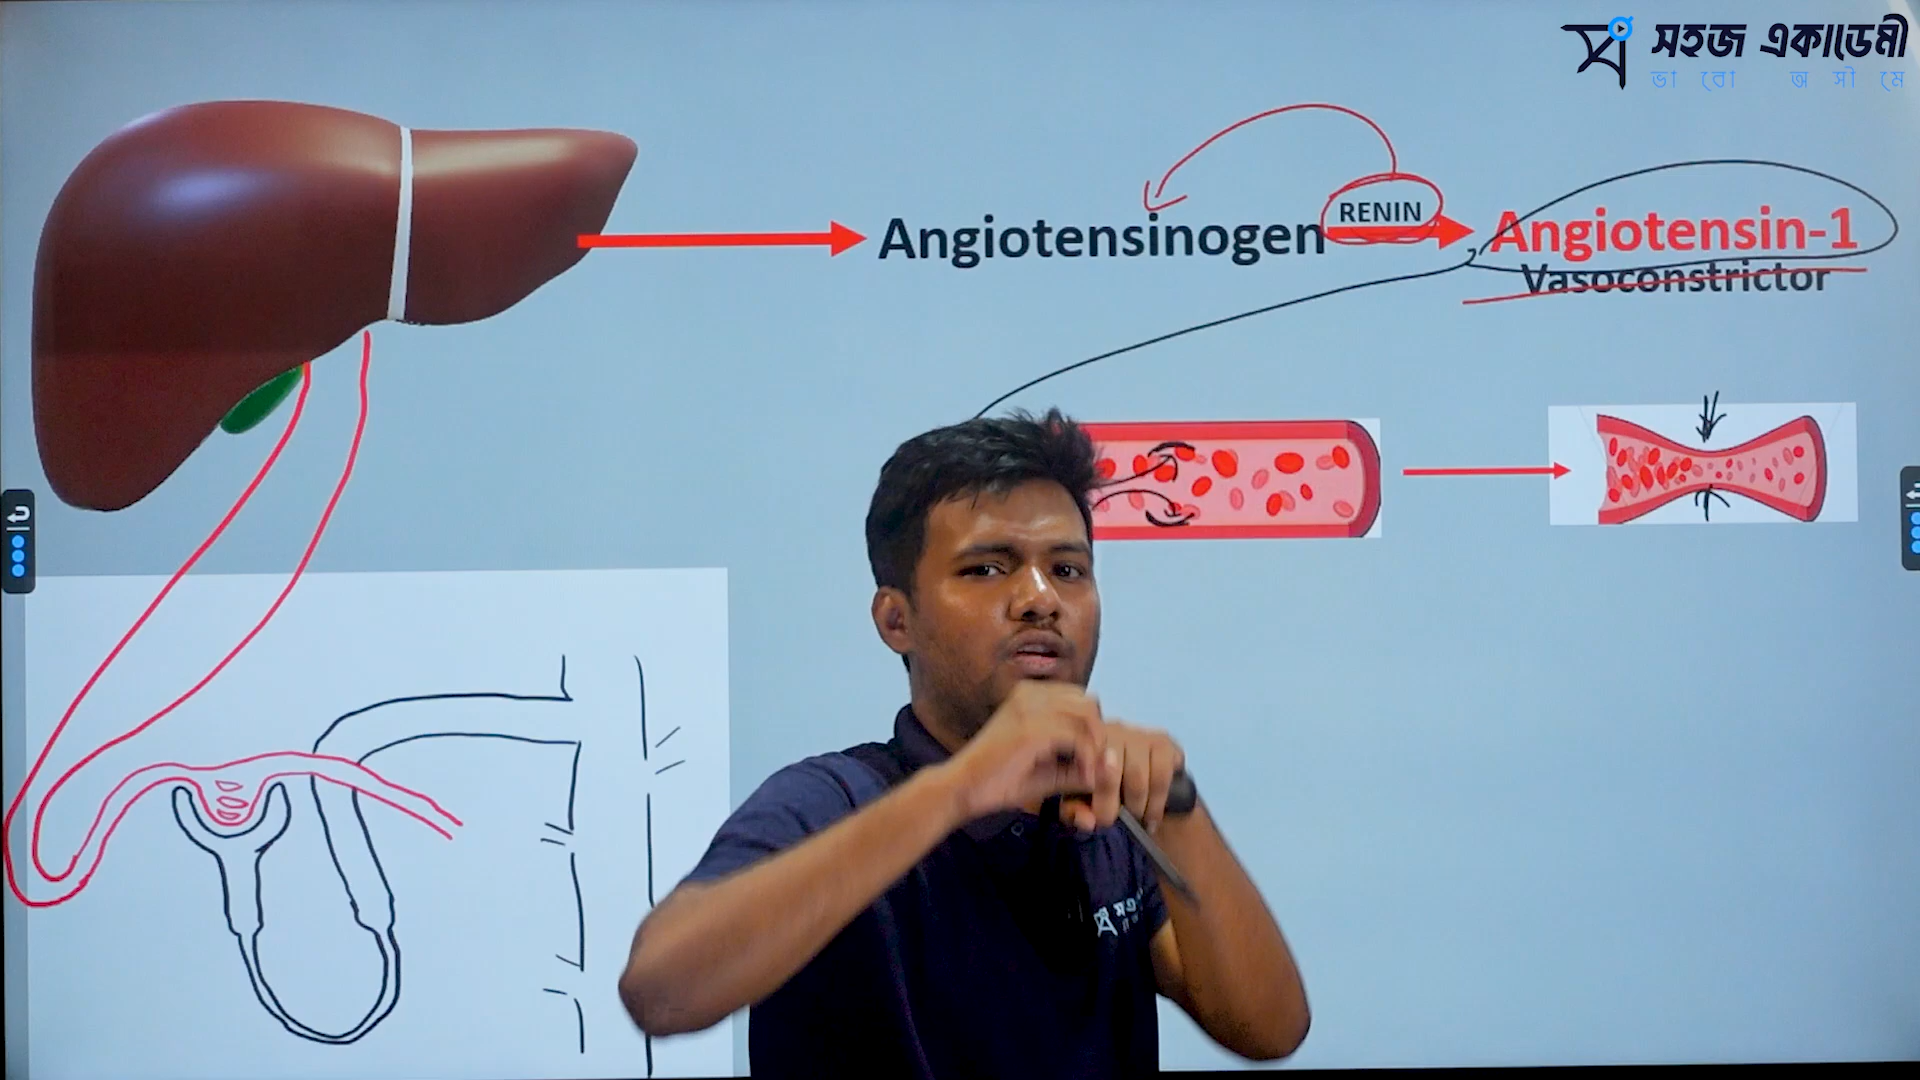 সহজ একাডেমী
ভাবো অসীমে
Angiotensinogen
RENIN
Angiotensin-1
Vasoconstrictor